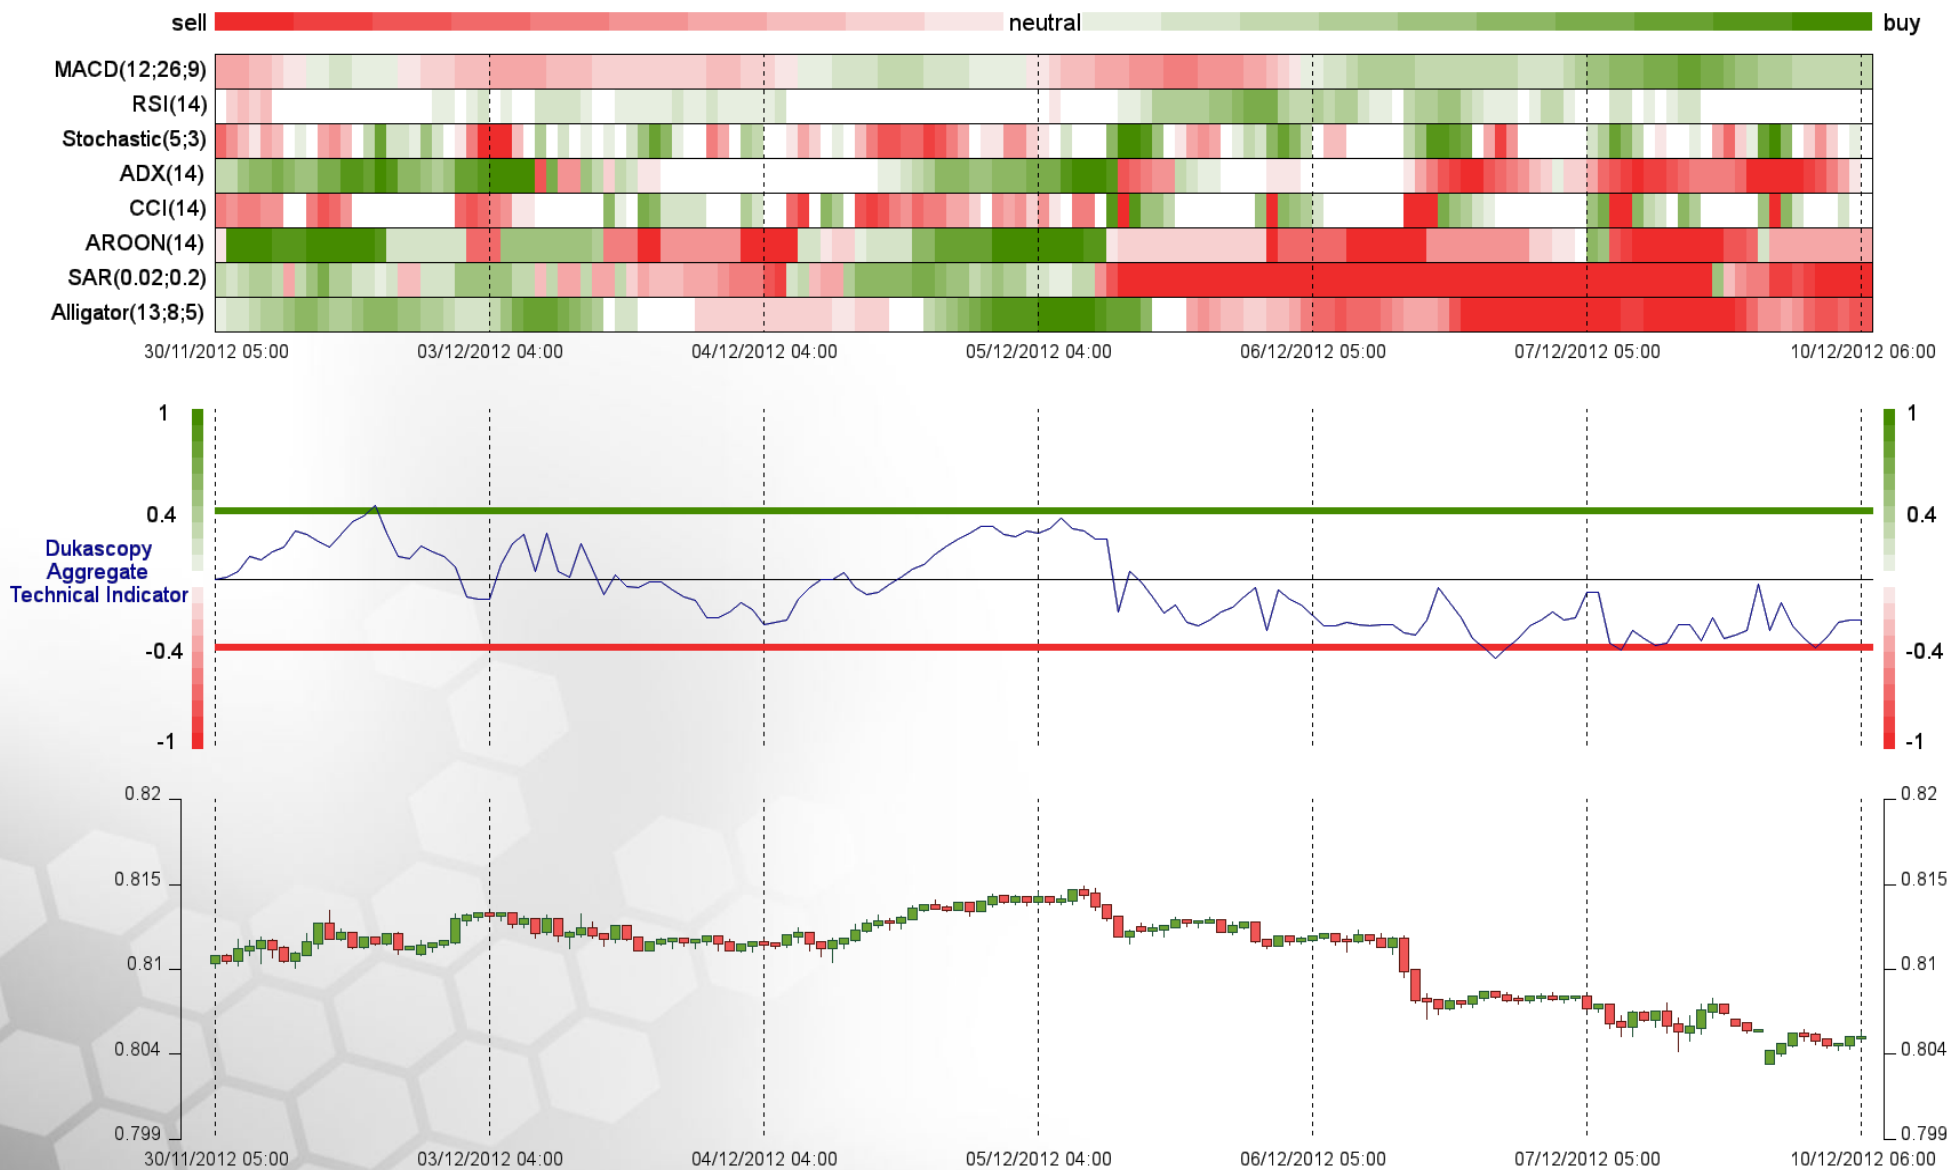 sell neutral buy
MACD(12;26;9)
RSI(14)
Stochastic(5;3)
ADX(14)
CCI(14)
AROON(14)
SAR(0.02;0.2)
Alligator(13;8;5)
30/11/2012 05:00 03/12/2012 04:00 04/12/2012 04:00 05/12/2012 04:00 06/12/2012 05:00 07/12/2012 05:00 10/12/2012 06:00
1 1
0.4 0.4
Dukascopy
Aggregate
Technical Indicator
-0.4 -0.4
-1 -1
0.82 0.82
0.815 0.815
0.81 0.81
0.804 0.804
0.799 0.799
30/11/2012 05:00 03/12/2012 04:00 04/12/2012 04:00 05/12/2012 04:00 06/12/2012 05:00 07/12/2012 05:00 10/12/2012 06:00